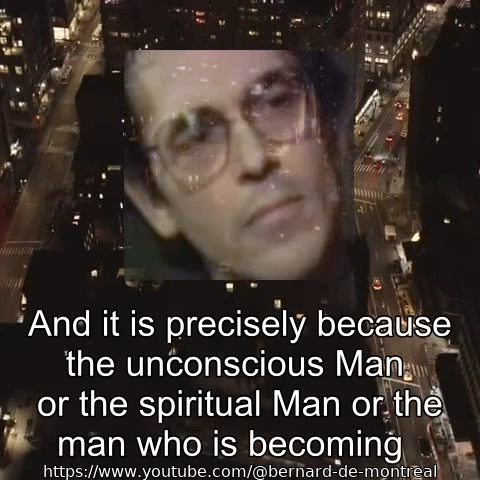 And it is precisely because
the unconscious Man
or the spiritual Man or the
man who is becoming
https://www.youtube.com/@bernard-de-montreal